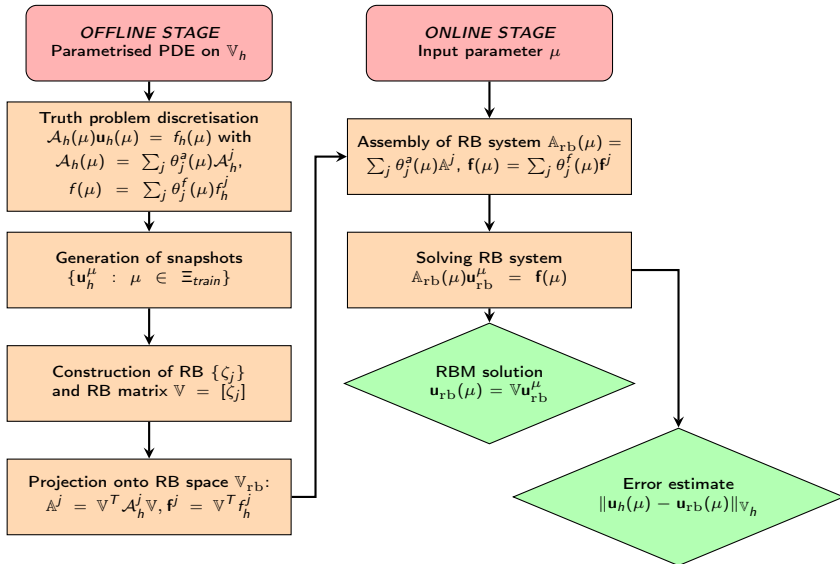 OFFLINE STAGE
Parametrised PDE on 𝕍_h
Truth problem discretisation
𝒜_h(μ)𝐮_h(μ) = f_h(μ) with
𝒜_h(μ) = ∑_j θ_j^a(μ)𝒜_h^j,
f(μ) = ∑_j θ_j^f(μ)f_h^j
Generation of snapshots
{𝐮_h^μ : μ ∈ Ξ_train}
Construction of RB {ζ_j}
and RB matrix 𝕍 = [ζ_j]
Projection onto RB space 𝕍_rb:
𝔸^j = 𝕍^T 𝒜_h^j 𝕍, 𝐟^j = 𝕍^T f_h^j
ONLINE STAGE
Input parameter μ
Assembly of RB system 𝔸_rb(μ) =
∑_j θ_j^a(μ)𝔸^j, 𝐟(μ) = ∑_j θ_j^f(μ)𝐟^j
Solving RB system
𝔸_rb(μ)𝐮_rb^μ = 𝐟(μ)
RBM solution
𝐮_rb(μ) = 𝕍𝐮_rb^μ
Error estimate
‖𝐮_h(μ) − 𝐮_rb(μ)‖_𝕍_h